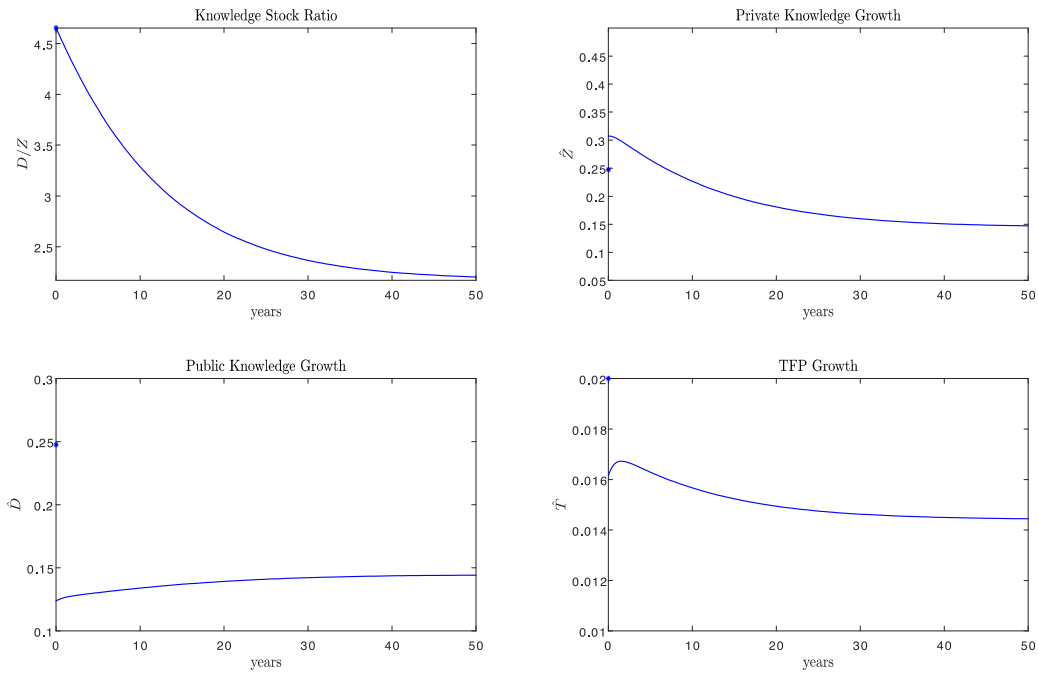 Knowledge Stock Ratio
D/Z
4.5
4
3.5
3
2.5
0 10 20 30 40 50
years
Private Knowledge Growth
Ẑ
0.45
0.4
0.35
0.3
0.25
0.2
0.15
0.1
0.05
0 10 20 30 40 50
years
Public Knowledge Growth
D̂
0.3
0.25
0.2
0.15
0.1
0 10 20 30 40 50
years
TFP Growth
T̂
0.02
0.018
0.016
0.014
0.012
0.01
0 10 20 30 40 50
years